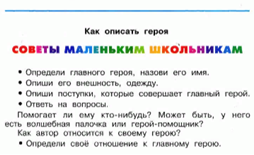 Как описать героя
СОВЕТЫ МАЛЕНЬКИМ ШКОЛЬНИКАМ
• Определи главного героя, назови его имя.
• Опиши его внешность, одежду.
• Опиши поступки, которые совершает главный герой.
• Ответь на вопросы.
Помогает ли ему кто-нибудь? Может быть, у него
есть волшебная палочка или герой-помощник?
Как автор относится к своему герою?
• Определи своё отношение к главному герою.